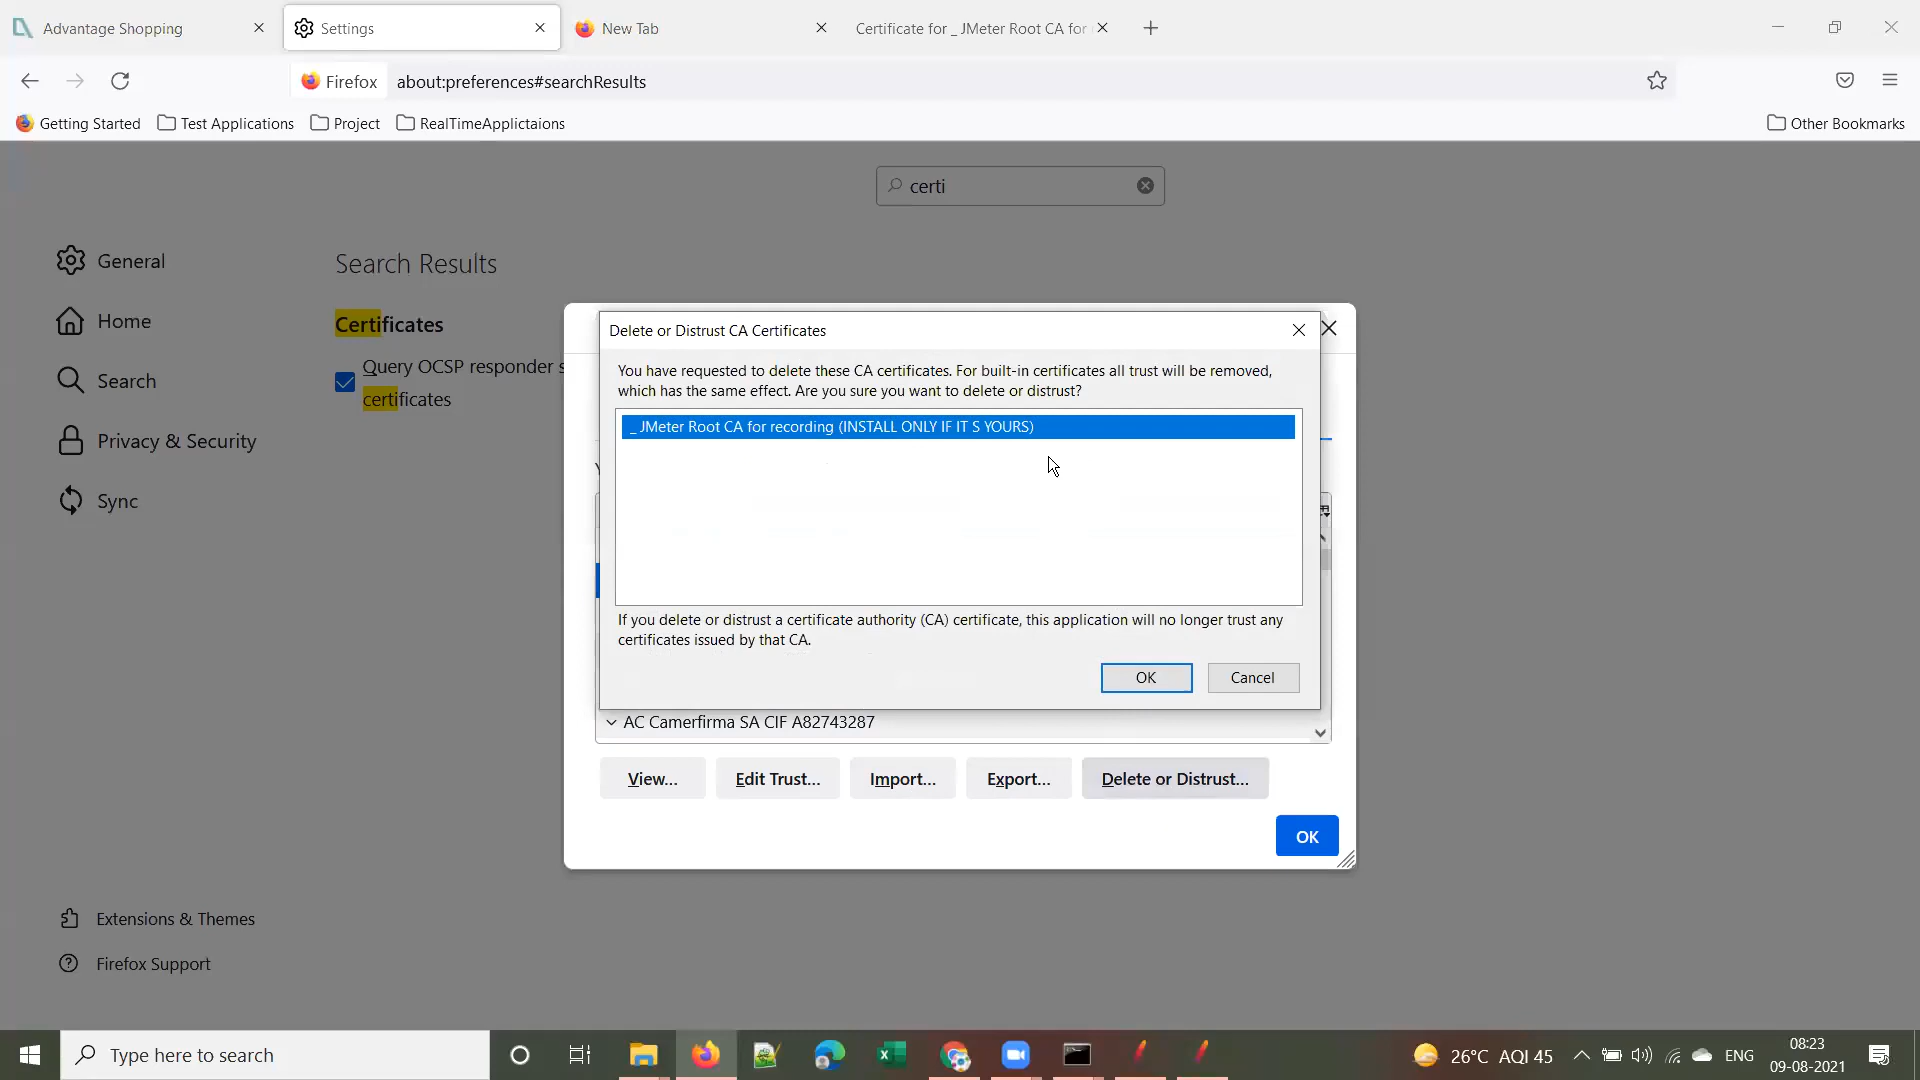 Advantage Shopping
Settings
New Tab
Certificate for _ JMeter Root CA for
Firefox
about:preferences#searchResults
Getting Started
Test Applications
Project
RealTimeApplictaions
Other Bookmarks
certi
General
Home
Search
Privacy & Security
Sync
Extensions & Themes
Firefox Support
Search Results
Certificates
Query OCSP responder s
certificates
Delete or Distrust CA Certificates
You have requested to delete these CA certificates. For built-in certificates all trust will be removed,
which has the same effect. Are you sure you want to delete or distrust?
_ JMeter Root CA for recording (INSTALL ONLY IF IT S YOURS)
If you delete or distrust a certificate authority (CA) certificate, this application will no longer trust any
certificates issued by that CA.
OK
Cancel
AC Camerfirma SA CIF A82743287
View...
Edit Trust...
Import...
Export...
Delete or Distrust...
OK
Type here to search
26°C AQI 45
ENG
08:23
09-08-2021